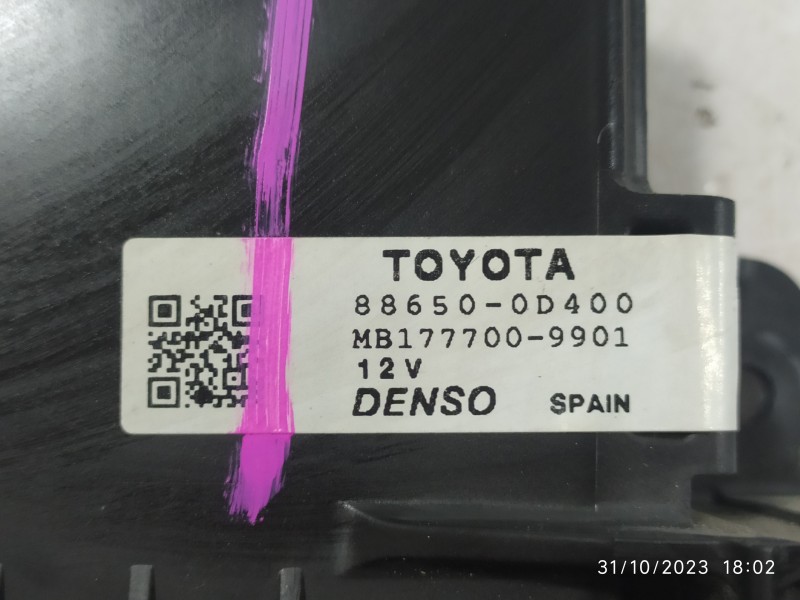 TOYOTA
88650-0D400
MB177700-9901
12V
DENSO SPAIN
31/10/2023 18:02